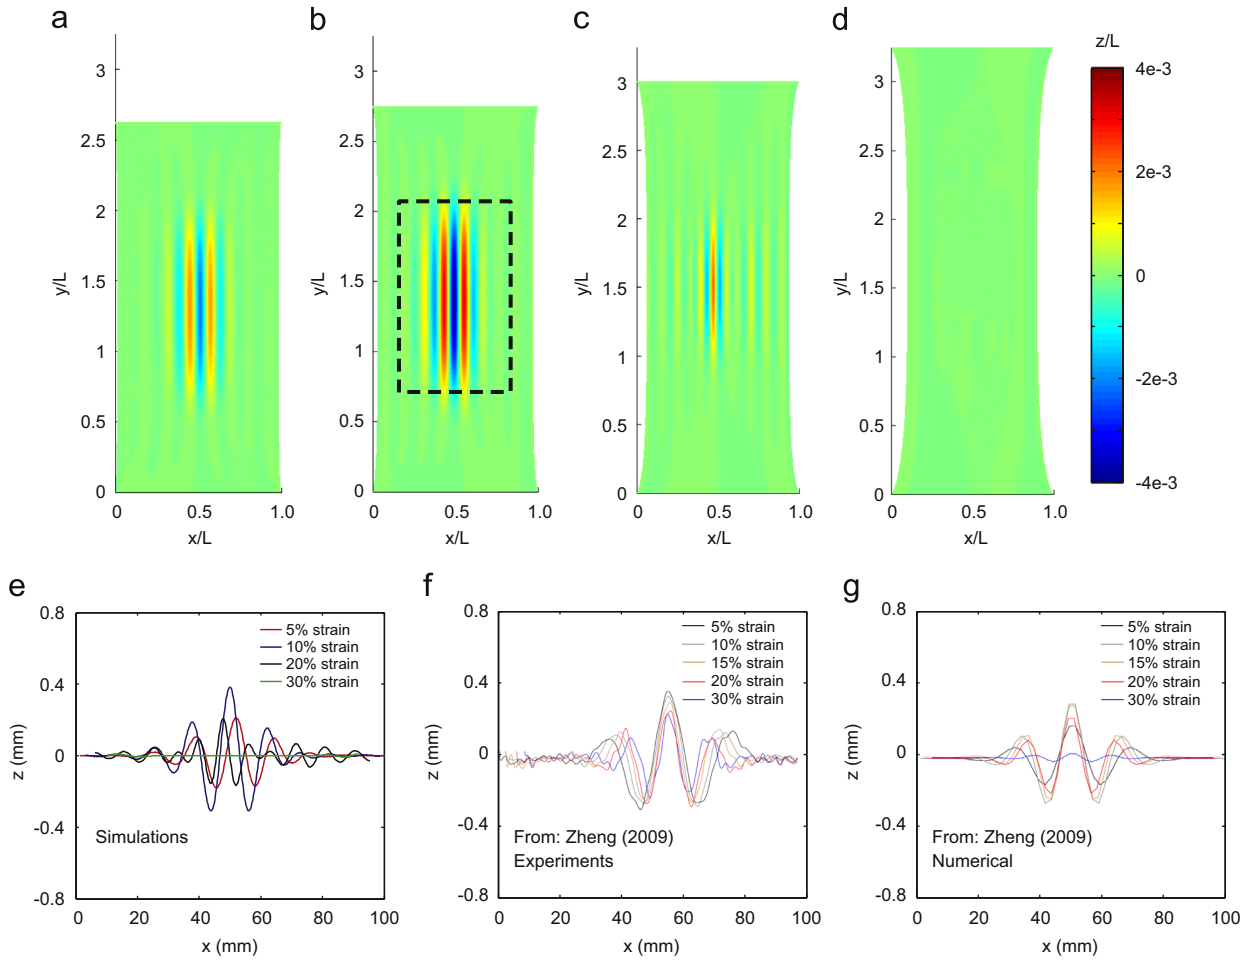 a
b
c
d
z/L
4e-3
2e-3
0
-2e-3
-4e-3
3
2.5
2
1.5
1
0.5
0
y/L
0
0.5
1.0
x/L
3
2.5
2
1.5
1
0.5
0
y/L
0
0.5
1.0
x/L
3
2.5
2
1.5
1
0.5
0
y/L
0
0.5
1.0
x/L
3
2.5
2
1.5
1
0.5
0
y/L
0
0.5
1.0
x/L
e
0.8
0.4
0
-0.4
-0.8
z (mm)
5% strain
10% strain
20% strain
30% strain
Simulations
0 20 40 60 80 100
x (mm)
f
0.8
0.4
0
-0.4
-0.8
z (mm)
5% strain
10% strain
15% strain
20% strain
30% strain
From: Zheng (2009)
Experiments
0 20 40 60 80 100
x (mm)
g
0.8
0.4
0
-0.4
-0.8
z (mm)
5% strain
10% strain
15% strain
20% strain
30% strain
From: Zheng (2009)
Numerical
0 20 40 60 80 100
x (mm)